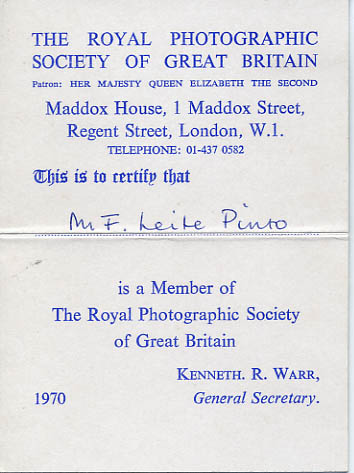 THE ROYAL PHOTOGRAPHIC
SOCIETY OF GREAT BRITAIN
Patron: HER MAJESTY QUEEN ELIZABETH THE SECOND
Maddox House, 1 Maddox Street,
Regent Street, London, W.1.
TELEPHONE: 01-437 0582
This is to certify that
M F. Leite Pinto
is a Member of
The Royal Photographic Society
of Great Britain
KENNETH. R. WARR,
1970 General Secretary.